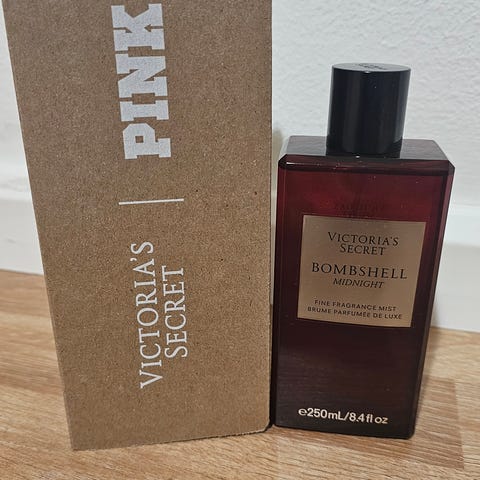 PINK
VICTORIA'S
SECRET
VICTORIA'S
SECRET
BOMBSHELL
MIDNIGHT
FINE FRAGRANCE MIST
BRUME PARFUMÉE DE LUXE
℮250mL/8.4 fl oz